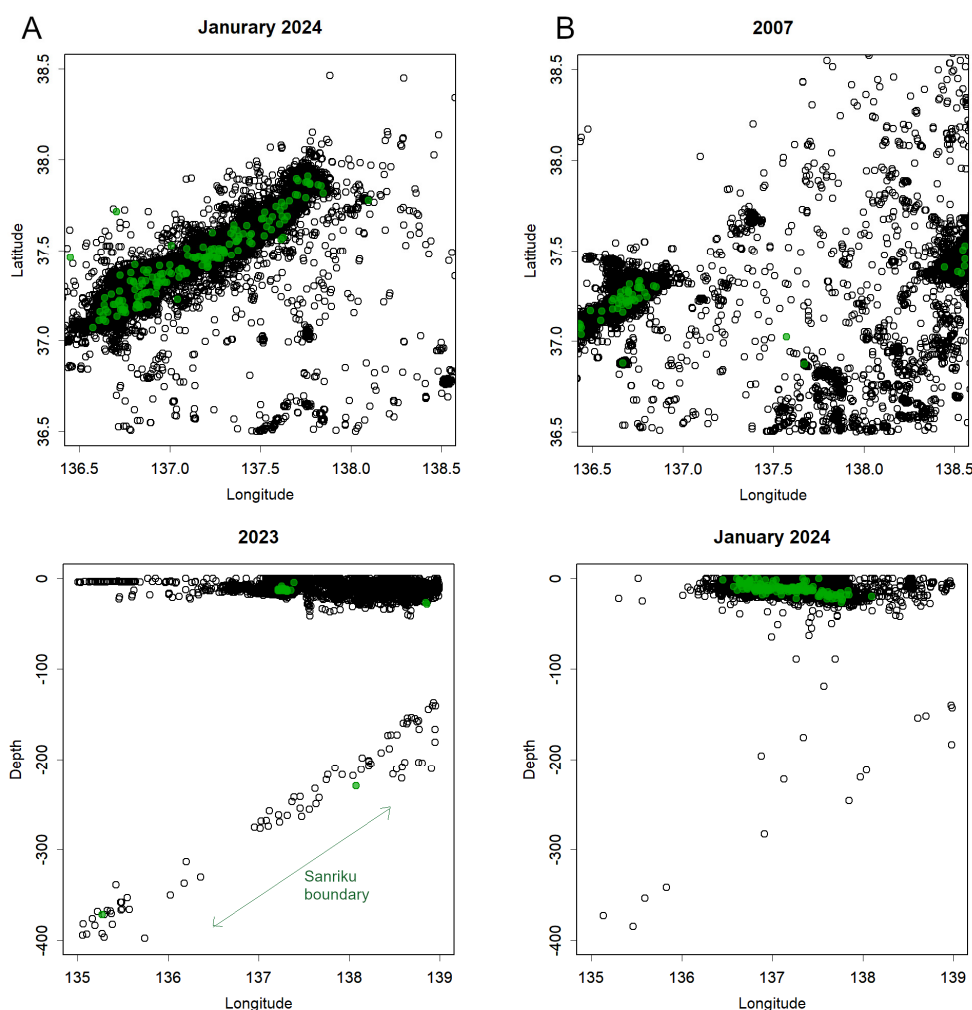 A
Janurary 2024
38.5
38.0
37.5
37.0
36.5
Latitude
136.5 137.0 137.5 138.0 138.5
Longitude
B
2007
38.5
38.0
37.5
37.0
36.5
Latitude
136.5 137.0 137.5 138.0 138.5
Longitude
2023
0
-100
-200
-300
-400
Depth
Sanriku
boundary
135 136 137 138 139
Longitude
January 2024
0
-100
-200
-300
-400
Depth
135 136 137 138 139
Longitude